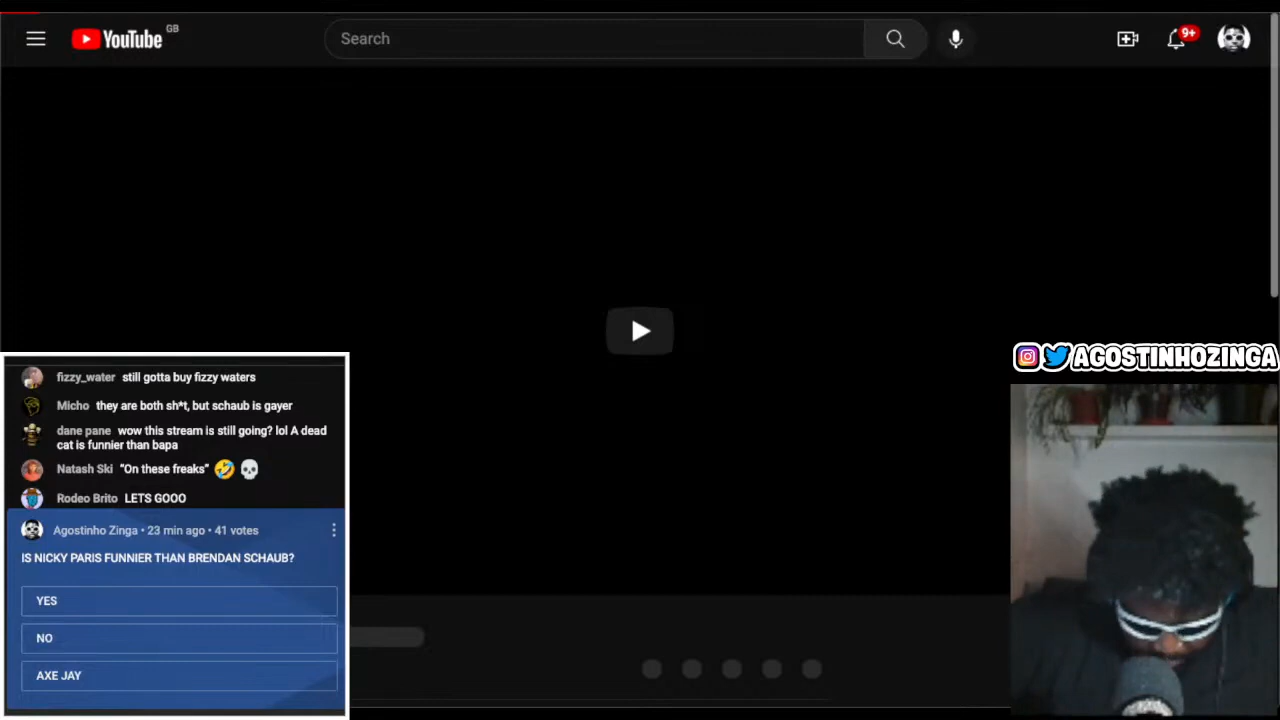 YouTube GB
Search
9+
fizzy_water still gotta buy fizzy waters
Micho they are both sh*t, but schaub is gayer
dane pane wow this stream is still going? lol A dead
cat is funnier than bapa
Natash Ski “On these freaks” 🤣 💀
Rodeo Brito LETS GOOO
Agostinho Zinga • 23 min ago • 41 votes
IS NICKY PARIS FUNNIER THAN BRENDAN SCHAUB?
YES
NO
AXE JAY
AGOSTINHOZINGA